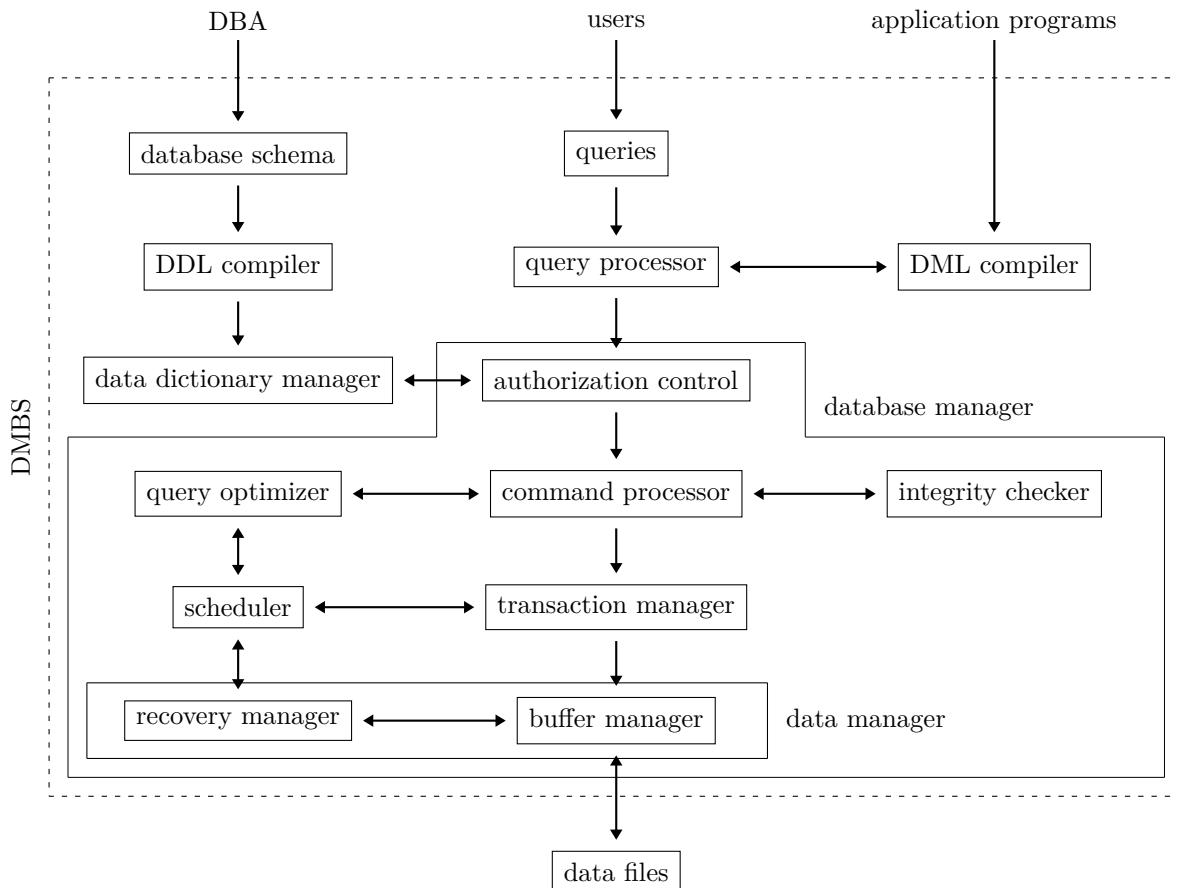 DBA
users
application programs
database schema
queries
DDL compiler
query processor
DML compiler
data dictionary manager
authorization control
database manager
DMBS
query optimizer
command processor
integrity checker
scheduler
transaction manager
recovery manager
buffer manager
data manager
data files